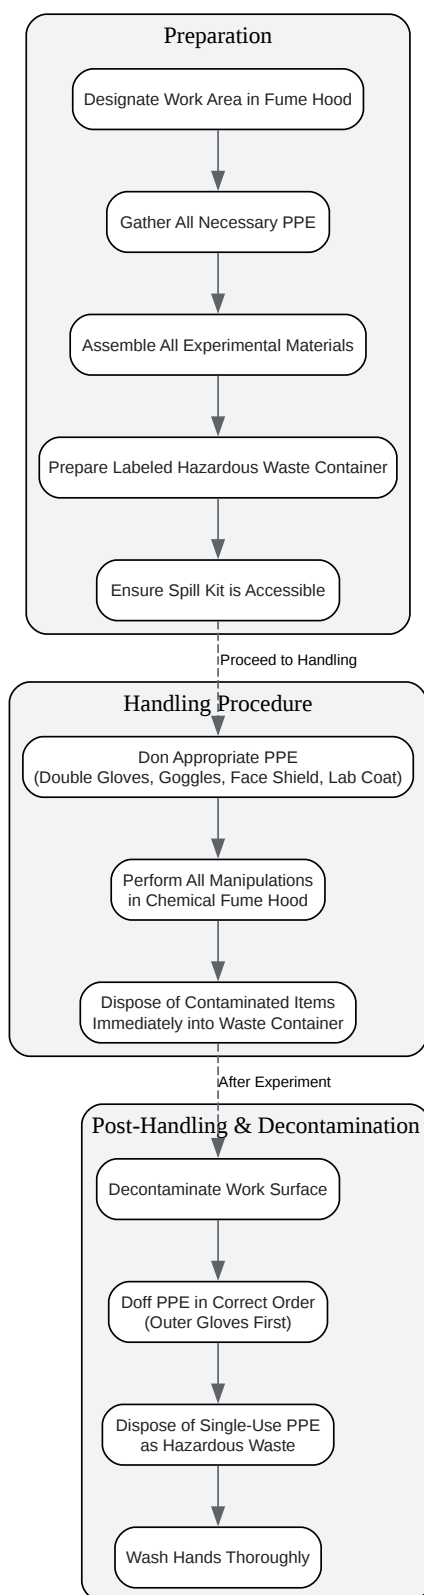 Preparation
Designate Work Area in Fume Hood
Gather All Necessary PPE
Assemble All Experimental Materials
Prepare Labeled Hazardous Waste Container
Ensure Spill Kit is Accessible
Proceed to Handling
Handling Procedure
Don Appropriate PPE
(Double Gloves, Goggles, Face Shield, Lab Coat)
Perform All Manipulations
in Chemical Fume Hood
Dispose of Contaminated Items
Immediately into Waste Container
After Experiment
Post-Handling & Decontamination
Decontaminate Work Surface
Doff PPE in Correct Order
(Outer Gloves First)
Dispose of Single-Use PPE
as Hazardous Waste
Wash Hands Thoroughly